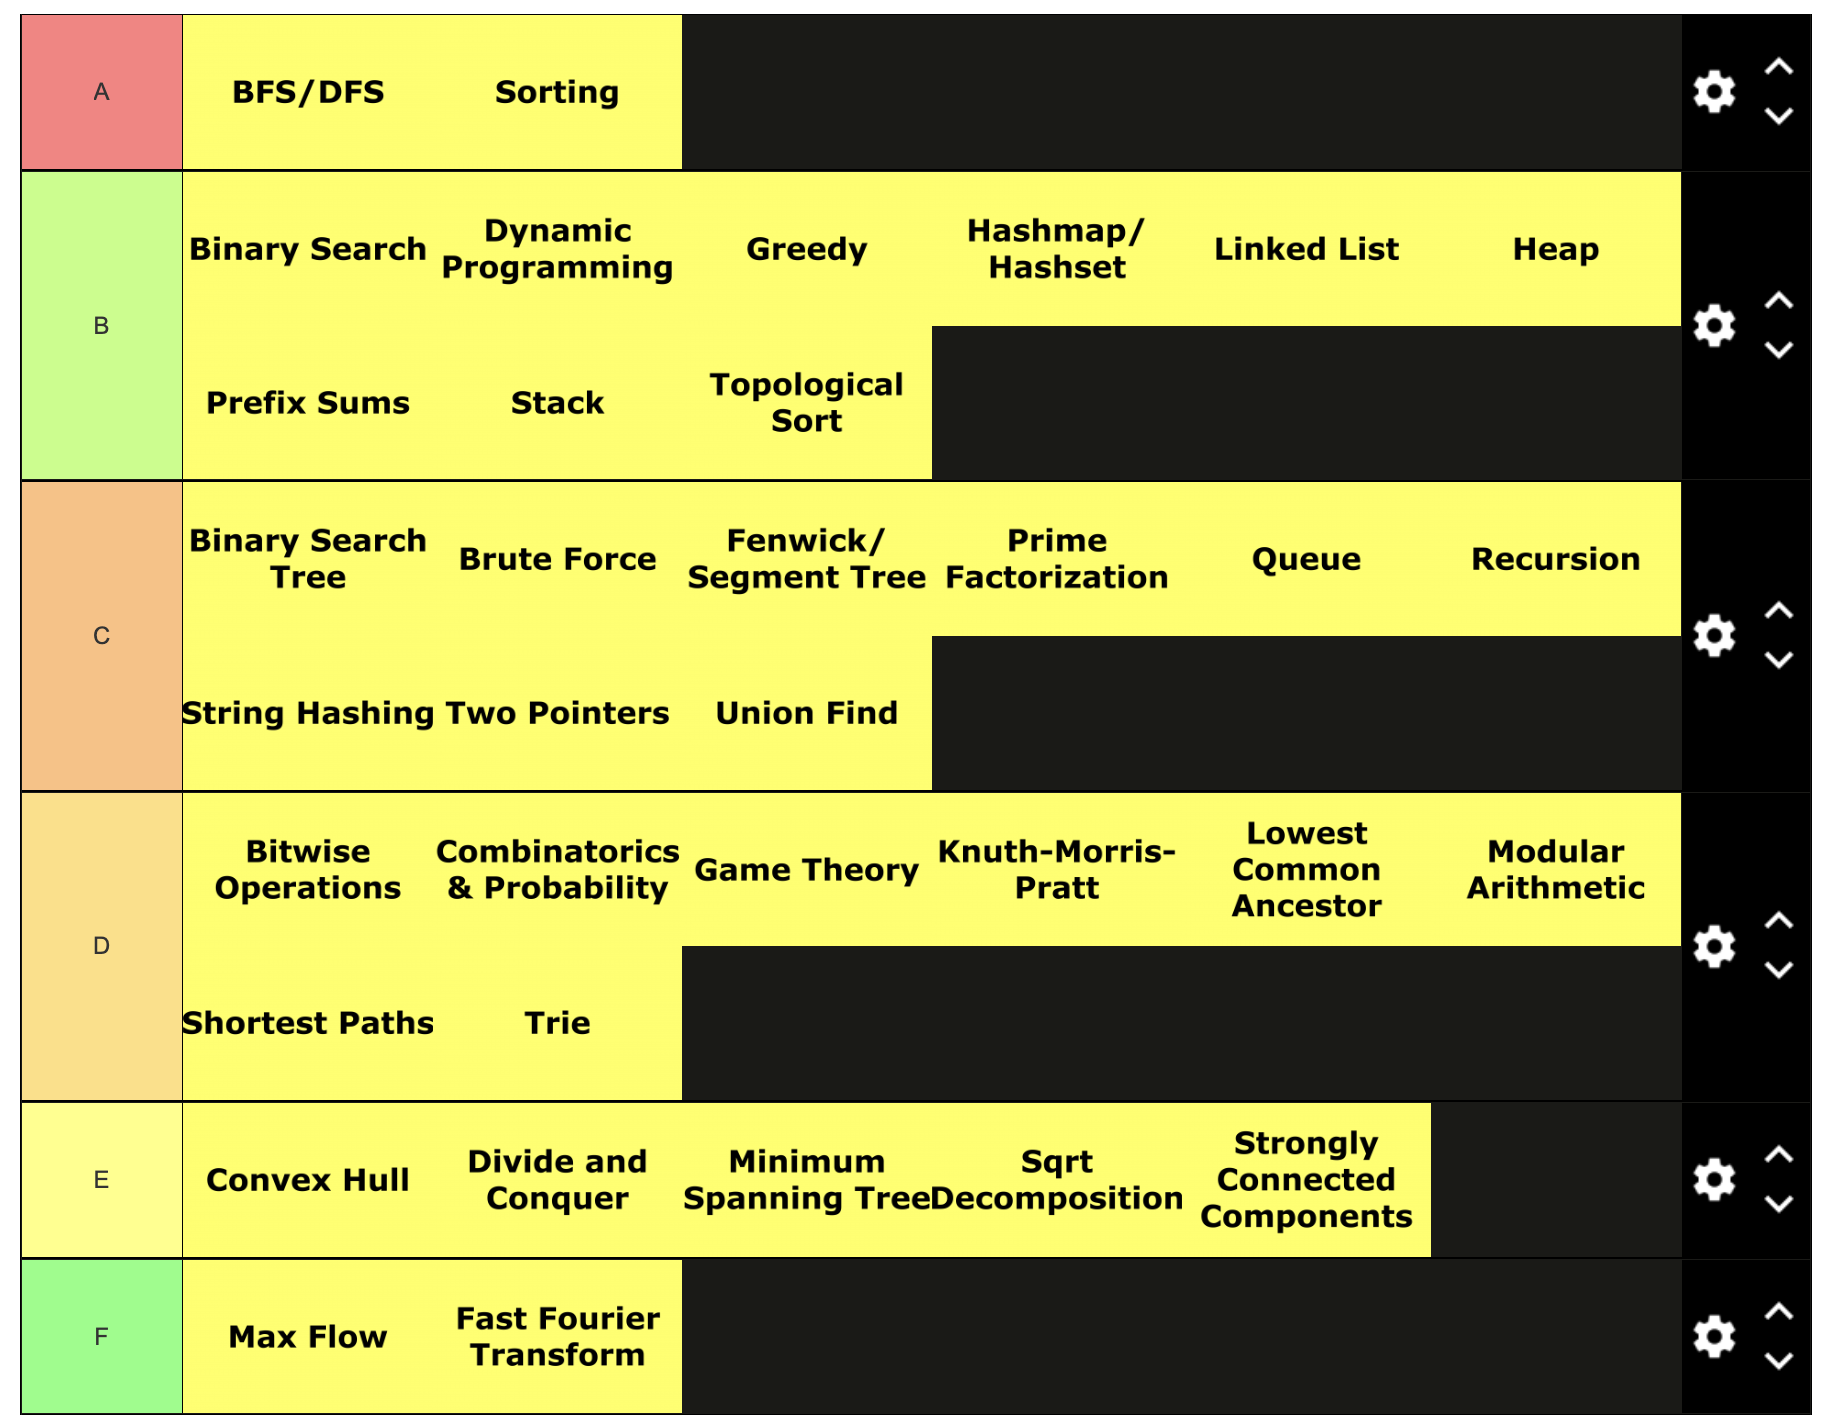 A
BFS/DFS
Sorting
B
Binary Search
Dynamic
Programming
Greedy
Hashmap/
Hashset
Linked List
Heap
Prefix Sums
Stack
Topological
Sort
C
Binary Search
Tree
Brute Force
Fenwick/
Segment Tree
Prime
Factorization
Queue
Recursion
String Hashing
Two Pointers
Union Find
D
Bitwise
Operations
Combinatorics
& Probability
Game Theory
Knuth-Morris-
Pratt
Lowest
Common
Ancestor
Modular
Arithmetic
Shortest Paths
Trie
E
Convex Hull
Divide and
Conquer
Minimum
Spanning Tree
Sqrt
Decomposition
Strongly
Connected
Components
F
Max Flow
Fast Fourier
Transform